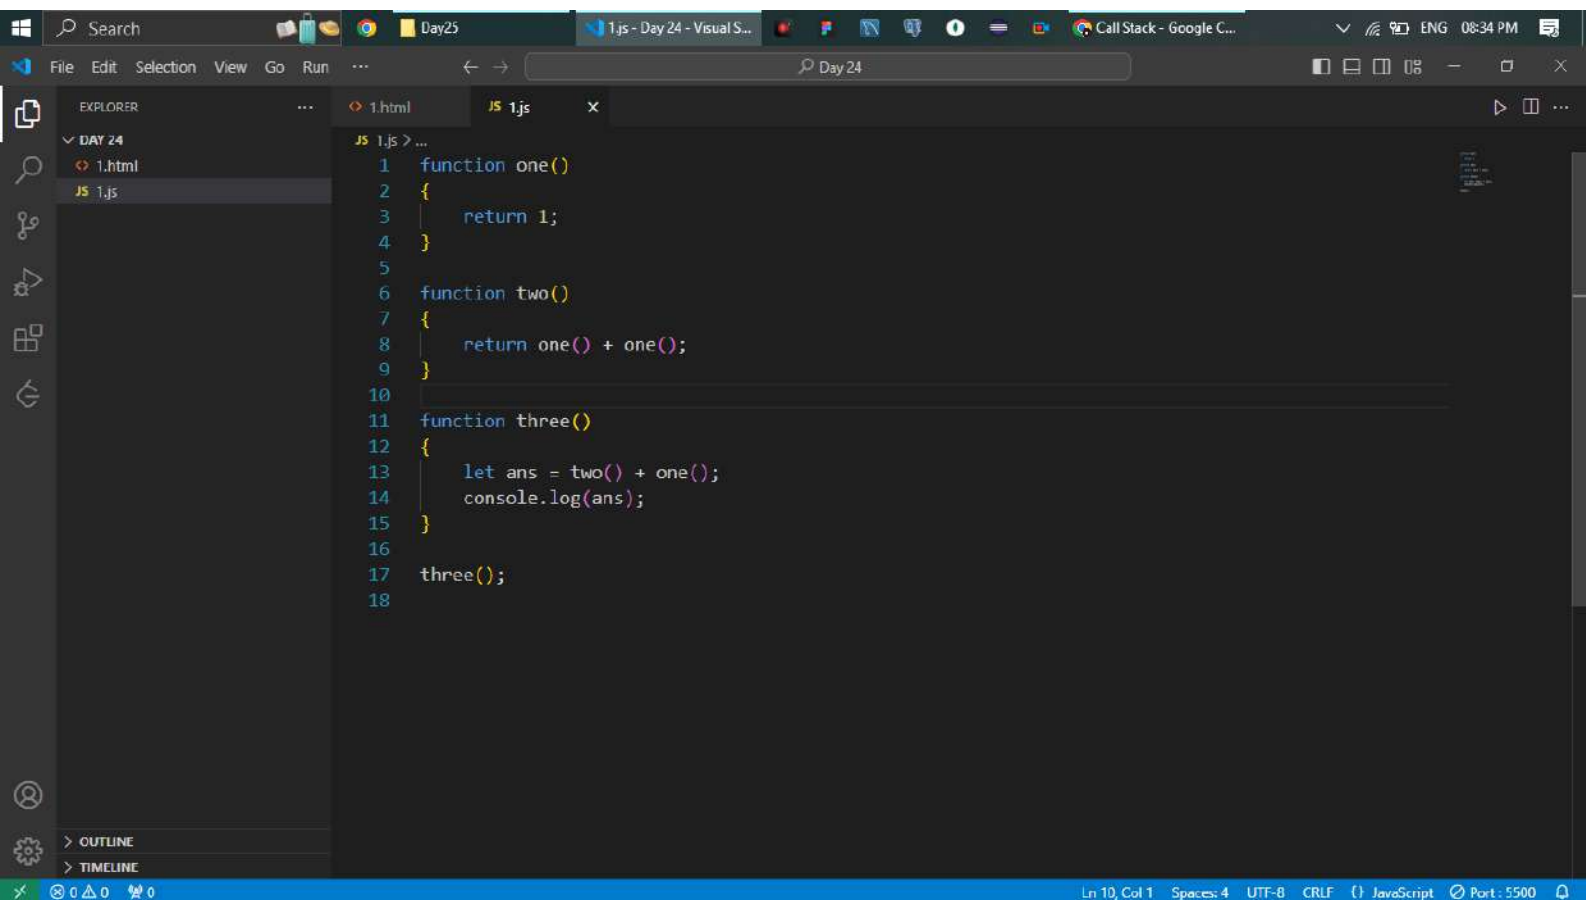 Search
Day25
1.js - Day 24 - Visual S...
Call Stack - Google C...
ENG 08:34 PM
File Edit Selection View Go Run ...
Day 24
EXPLORER ...
1.html
JS 1.js ×
DAY 24
1.html
JS 1.js
JS 1.js > ...
1 function one()
2 {
3 return 1;
4 }
5
6 function two()
7 {
8 return one() + one();
9 }
10
11 function three()
12 {
13 let ans = two() + one();
14 console.log(ans);
15 }
16
17 three();
18
> OUTLINE
> TIMELINE
0 0 0
Ln 10, Col 1 Spaces: 4 UTF-8 CRLF {} JavaScript Port : 5500